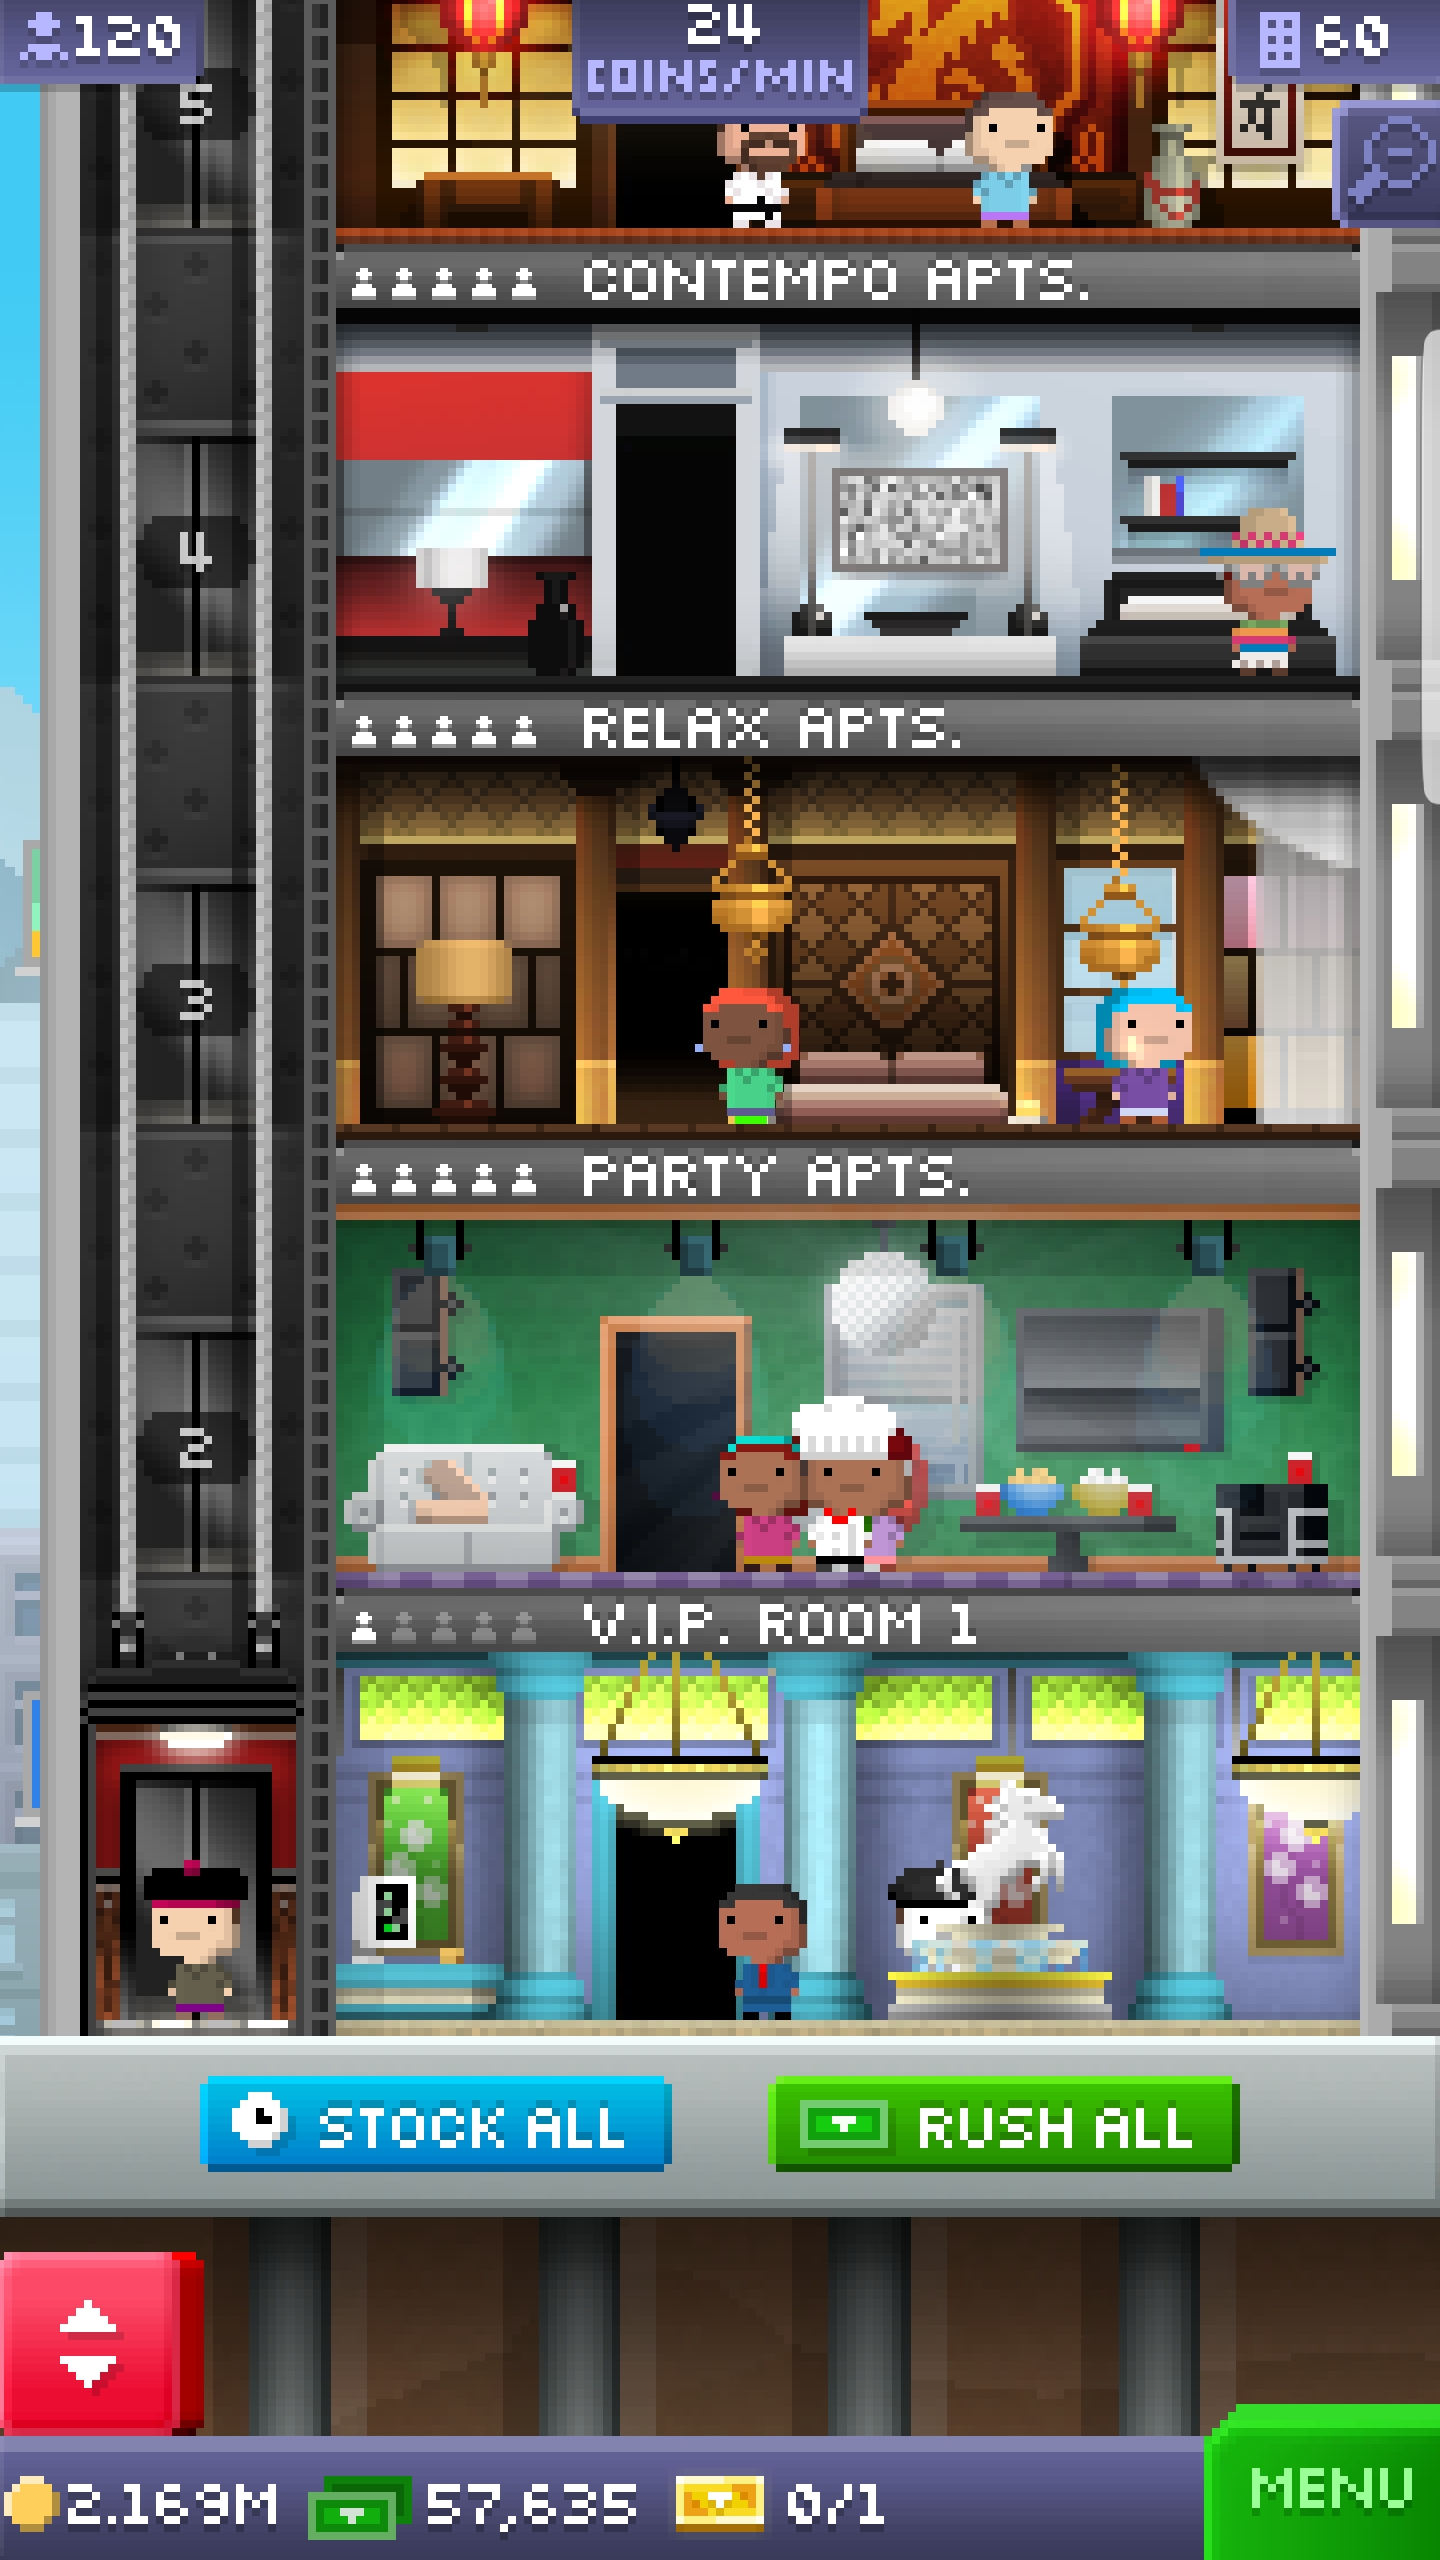 120
24
COINS/MIN
60
5
CONTEMPO APTS.
4
RELAX APTS.
3
PARTY APTS.
2
V.I.P. ROOM 1
STOCK ALL
RUSH ALL
2.169M
57,635
0/1
MENU